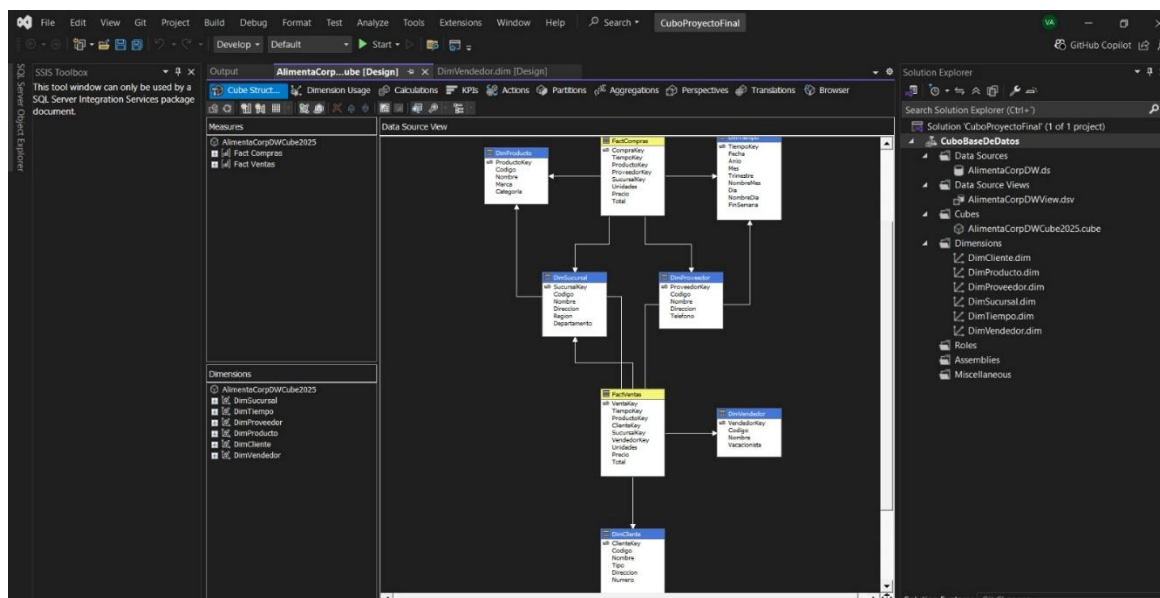 File Edit View Git Project Build Debug Format Test Analyze Tools Extensions Window Help Search CuboProyectoFinal VA
Develop Default Start GitHub Copilot
SQL Server Object Explorer
SSIS Toolbox
This tool window can only be used by a
SQL Server Integration Services package
document.
Output AlimentaCorp...ube [Design] DimVendedor.dim [Design]
Cube Struct... Dimension Usage Calculations KPIs Actions Partitions Aggregations Perspectives Translations Browser
Measures
AlimentaCorpDWCube2025
Fact Compras
Fact Ventas
Dimensions
AlimentaCorpDWCube2025
DimSucursal
DimTiempo
DimProveedor
DimProducto
DimCliente
DimVendedor
Data Source View
DimProducto
ProductoKey
Codigo
Nombre
Marca
Categoria
FactCompras
CompraKey
TiempoKey
ProductoKey
ProveedorKey
SucursalKey
Unidades
Precio
Total
DimTiempo
TiempoKey
Fecha
Anio
Mes
Trimestre
NombreMes
Dia
NombreDia
FinSemana
DimSucursal
SucursalKey
Codigo
Nombre
Direccion
Region
Departamento
DimProveedor
ProveedorKey
Codigo
Nombre
Direccion
Telefono
FactVentas
VentaKey
TiempoKey
ProductoKey
ClienteKey
SucursalKey
VendedorKey
Unidades
Precio
Total
DimVendedor
VendedorKey
Codigo
Nombre
Vacacionista
DimCliente
ClienteKey
Codigo
Nombre
Tipo
Direccion
Numero
Solution Explorer
Search Solution Explorer (Ctrl+´)
Solution 'CuboProyectoFinal' (1 of 1 project)
CuboBaseDeDatos
Data Sources
AlimentaCorpDW.ds
Data Source Views
AlimentaCorpDWView.dsv
Cubes
AlimentaCorpDWCube2025.cube
Dimensions
DimCliente.dim
DimProducto.dim
DimProveedor.dim
DimSucursal.dim
DimTiempo.dim
DimVendedor.dim
Roles
Assemblies
Miscellaneous